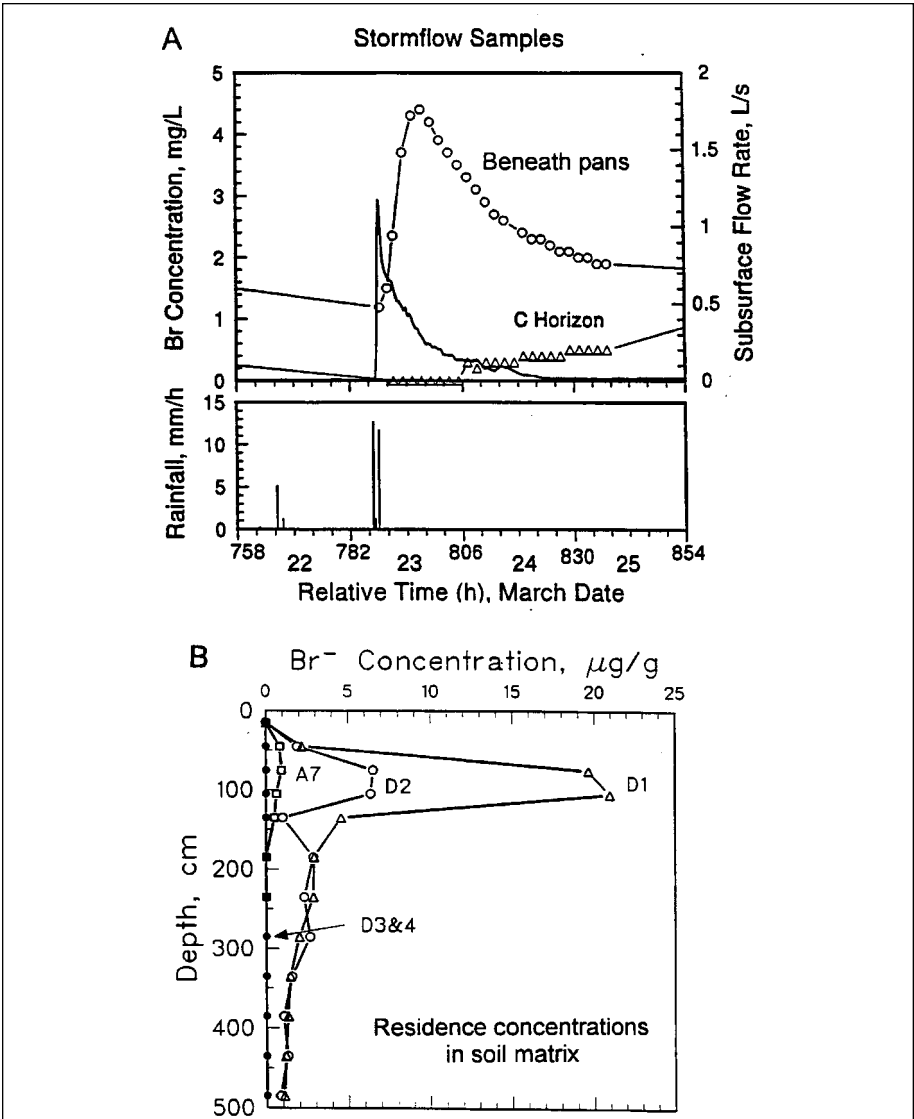 A
Stormflow Samples
5
4
3
2
1
0
Br Concentration, mg/L
2
1.5
1
0.5
0
Subsurface Flow Rate, L/s
Beneath pans
C Horizon
15
10
5
0
Rainfall, mm/h
758 782 806 830 854
22 23 24 25
Relative Time (h), March Date
B
Br⁻ Concentration, μg/g
0 5 10 15 20 25
0
100
200
300
400
500
Depth, cm
A7
D2
D1
D3&4
Residence concentrations
in soil matrix